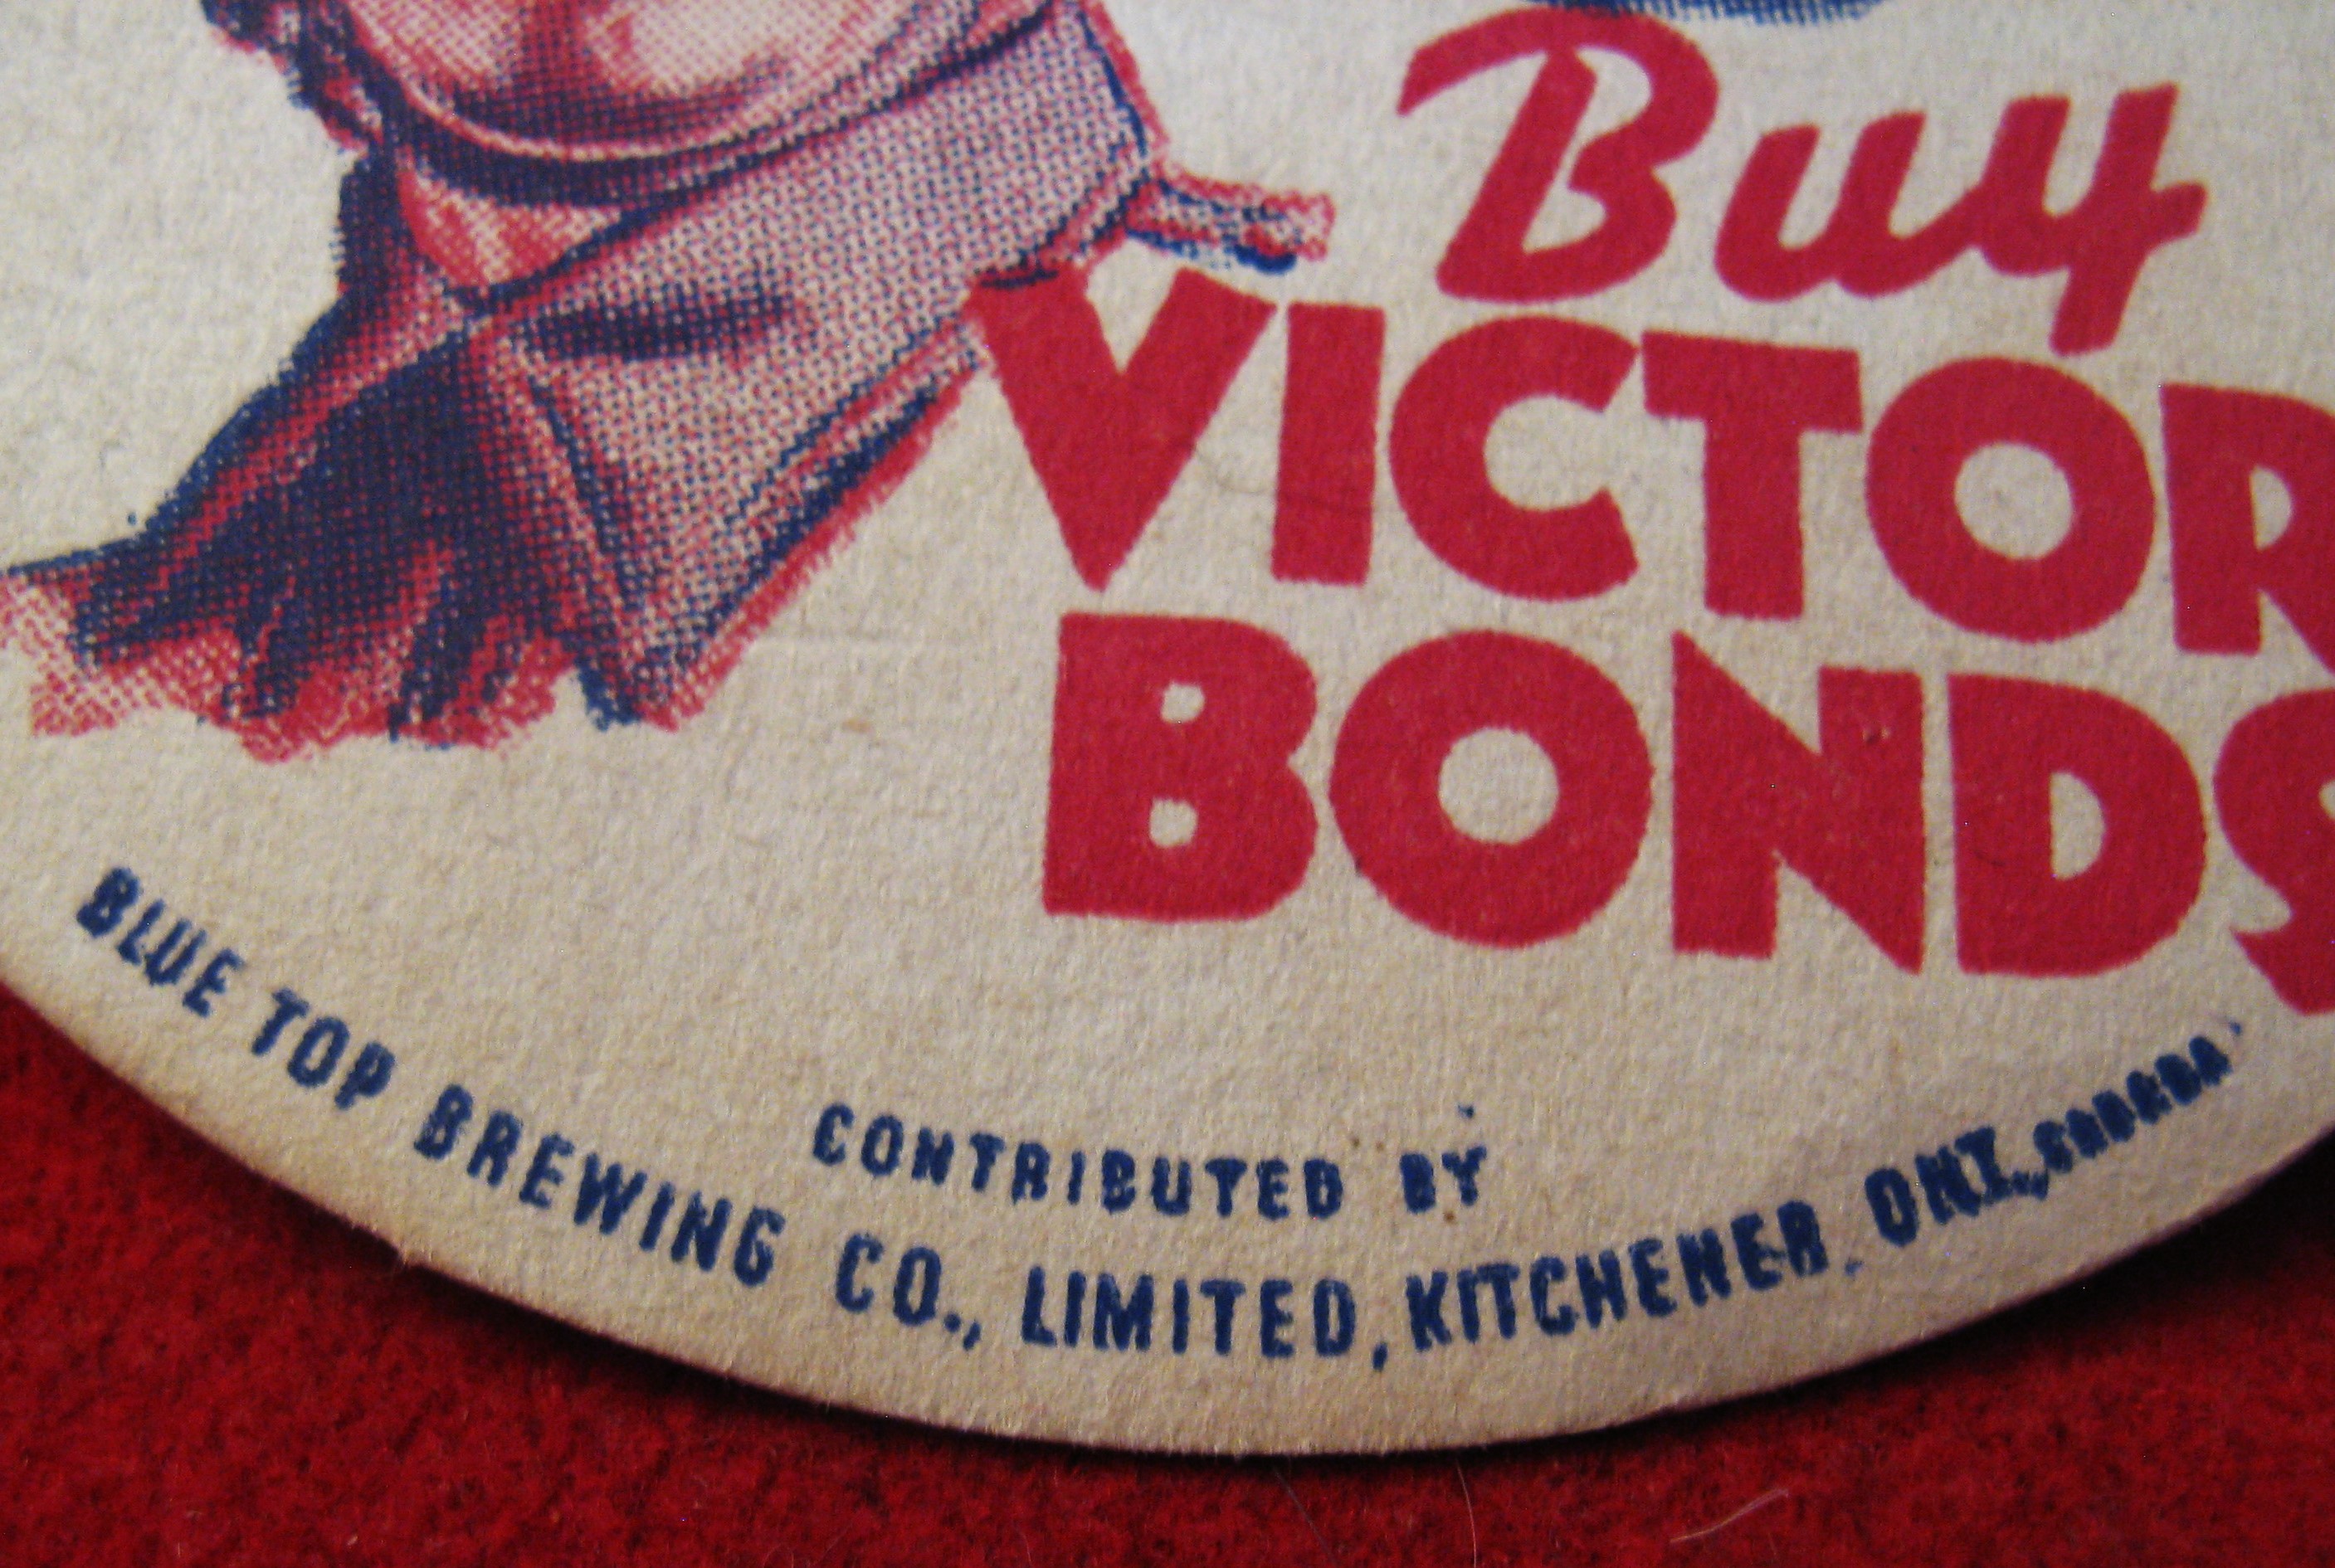 Buy
VICTOR
BONDS
CONTRIBUTED BY
BLUE TOP BREWING CO., LIMITED, KITCHENER, ONT., CANADA